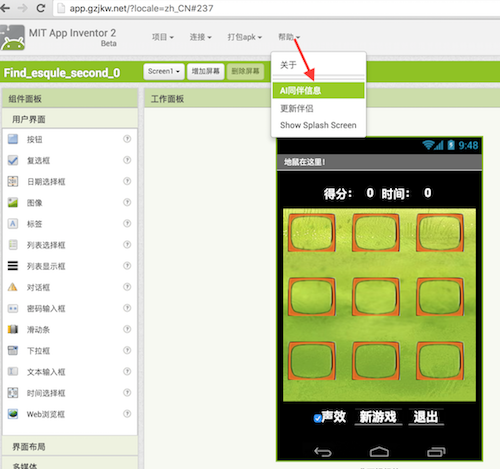 app.gzjkw.net/?locale=zh_CN#237
MIT App Inventor 2
Beta
项目 连接 打包apk 帮助
关于
AI同伴信息
更新伴侣
Show Splash Screen
Find_esqule_second_0
Screen1 增加屏幕 删除屏幕
组件面板
工作面板
用户界面
按钮
复选框
日期选择框
图像
标签
列表选择框
列表显示框
对话框
密码输入框
滑动条
下拉框
文本输入框
时间选择框
Web浏览框
界面布局
多媒体
9:48
地鼠在这里!
得分: 0 时间: 0
声效 新游戏 退出